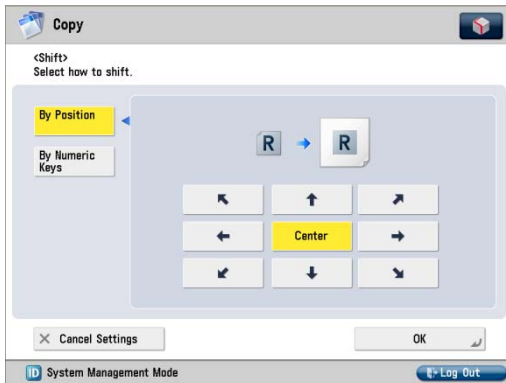 Copy
<Shift>
Select how to shift.
By Position
By Numeric
Keys
R
R
Center
Cancel Settings
OK
ID System Management Mode
Log Out